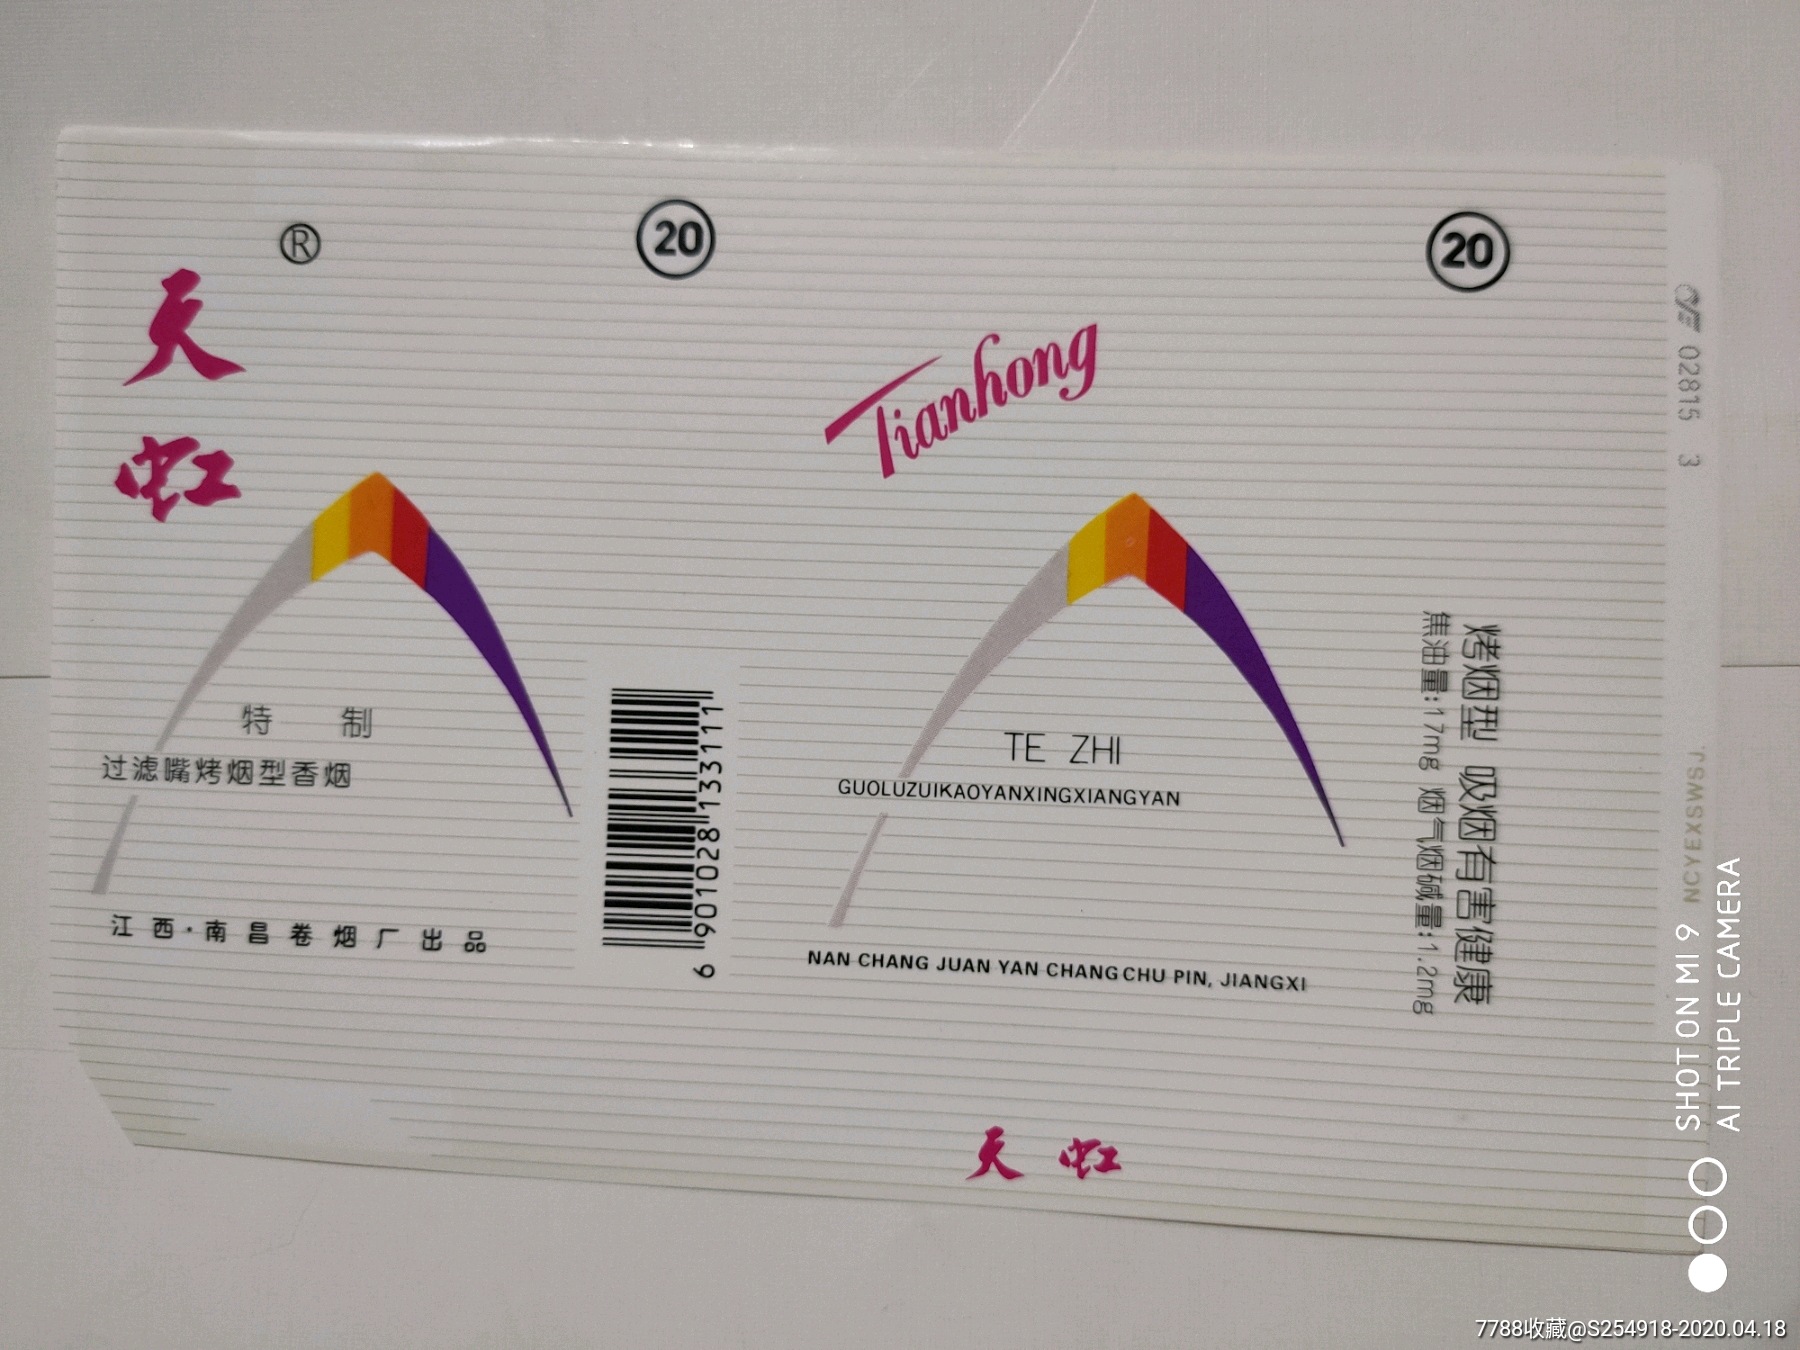 ®
天
虹
特 制
过滤嘴烤烟型香烟
江西·南昌卷烟厂出品
20
6 901028 133111
Tianhong
TE ZHI
GUOLUZUIKAOYANXINGXIANGYAN
NAN CHANG JUAN YAN CHANG CHU PIN, JIANGXI
天 虹
20
烤烟型 吸烟有害健康
焦油量:17mg 烟气烟碱量:1.2mg
02815 3
NCYEXSWSJ.
SHOT ON MI 9
AI TRIPLE CAMERA
7788收藏@S254918-2020.04.18